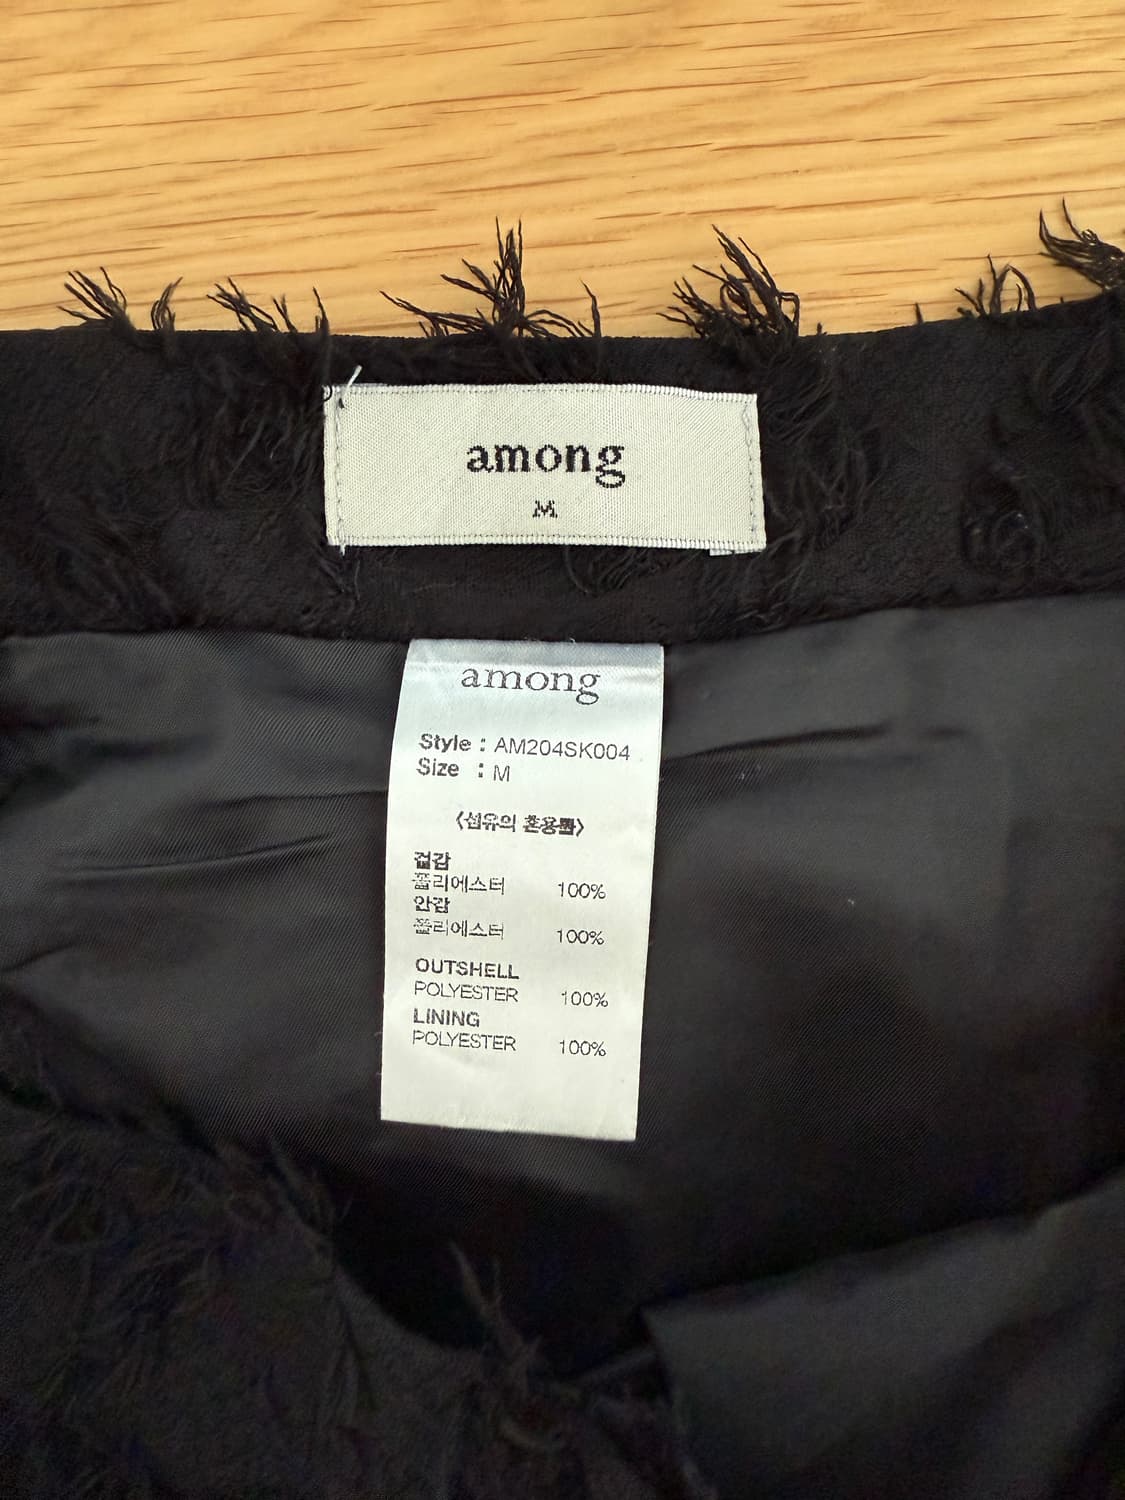 among
M
among
Style : AM204SK004
Size : M
〈섬유의 혼용률〉
겉감
폴리에스터 100%
안감
폴리에스터 100%
OUTSHELL
POLYESTER 100%
LINING
POLYESTER 100%